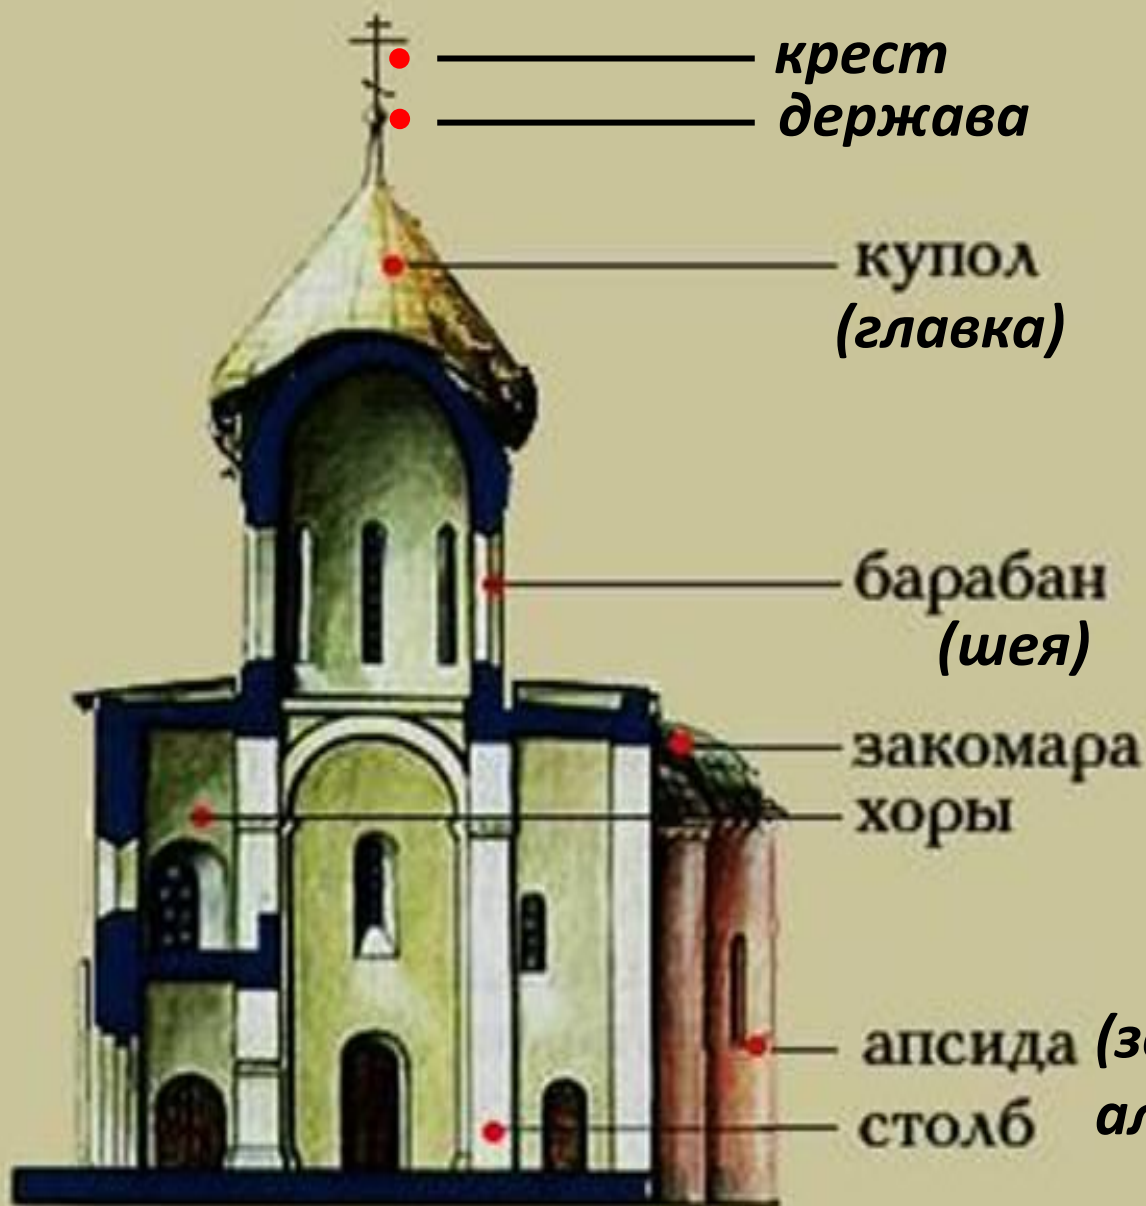 крест
держава
купол
(главка)
барабан
(шея)
закомара
хоры
апсида
столб